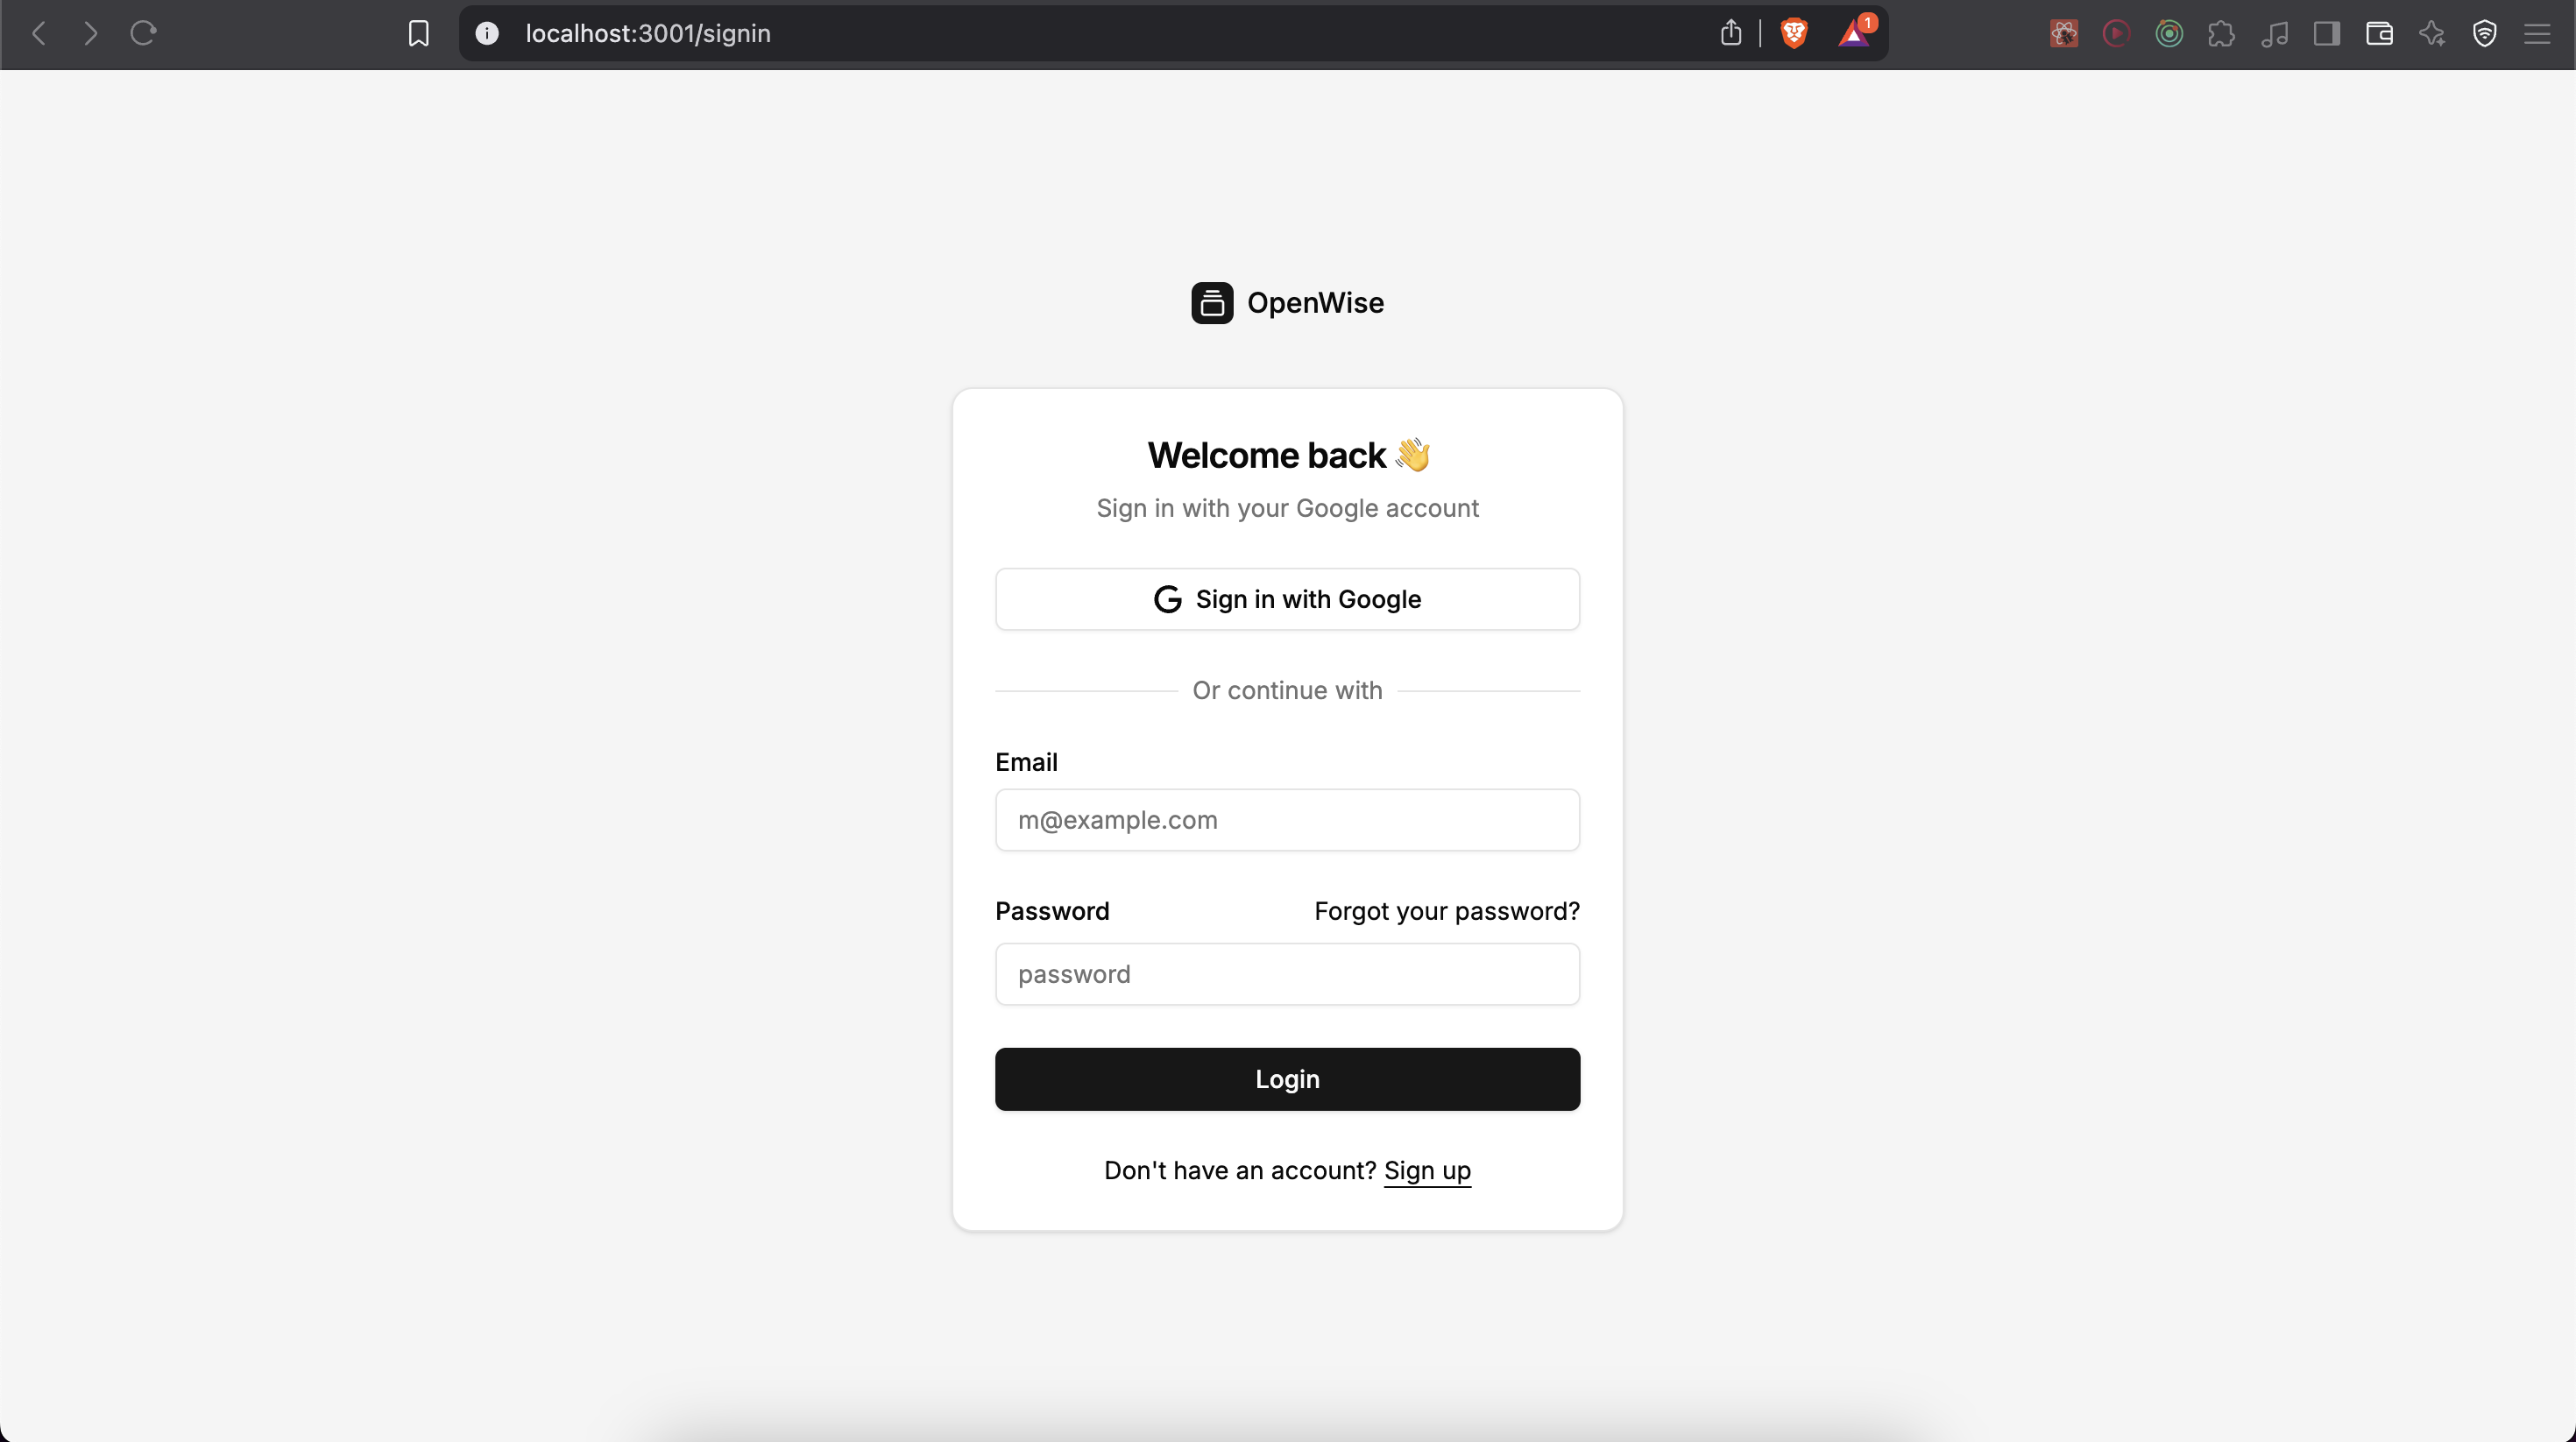 localhost:3001/signin
1
OpenWise
Welcome back 👋
Sign in with your Google account
G Sign in with Google
Or continue with
Email
m@example.com
Password Forgot your password?
password
Login
Don't have an account? Sign up